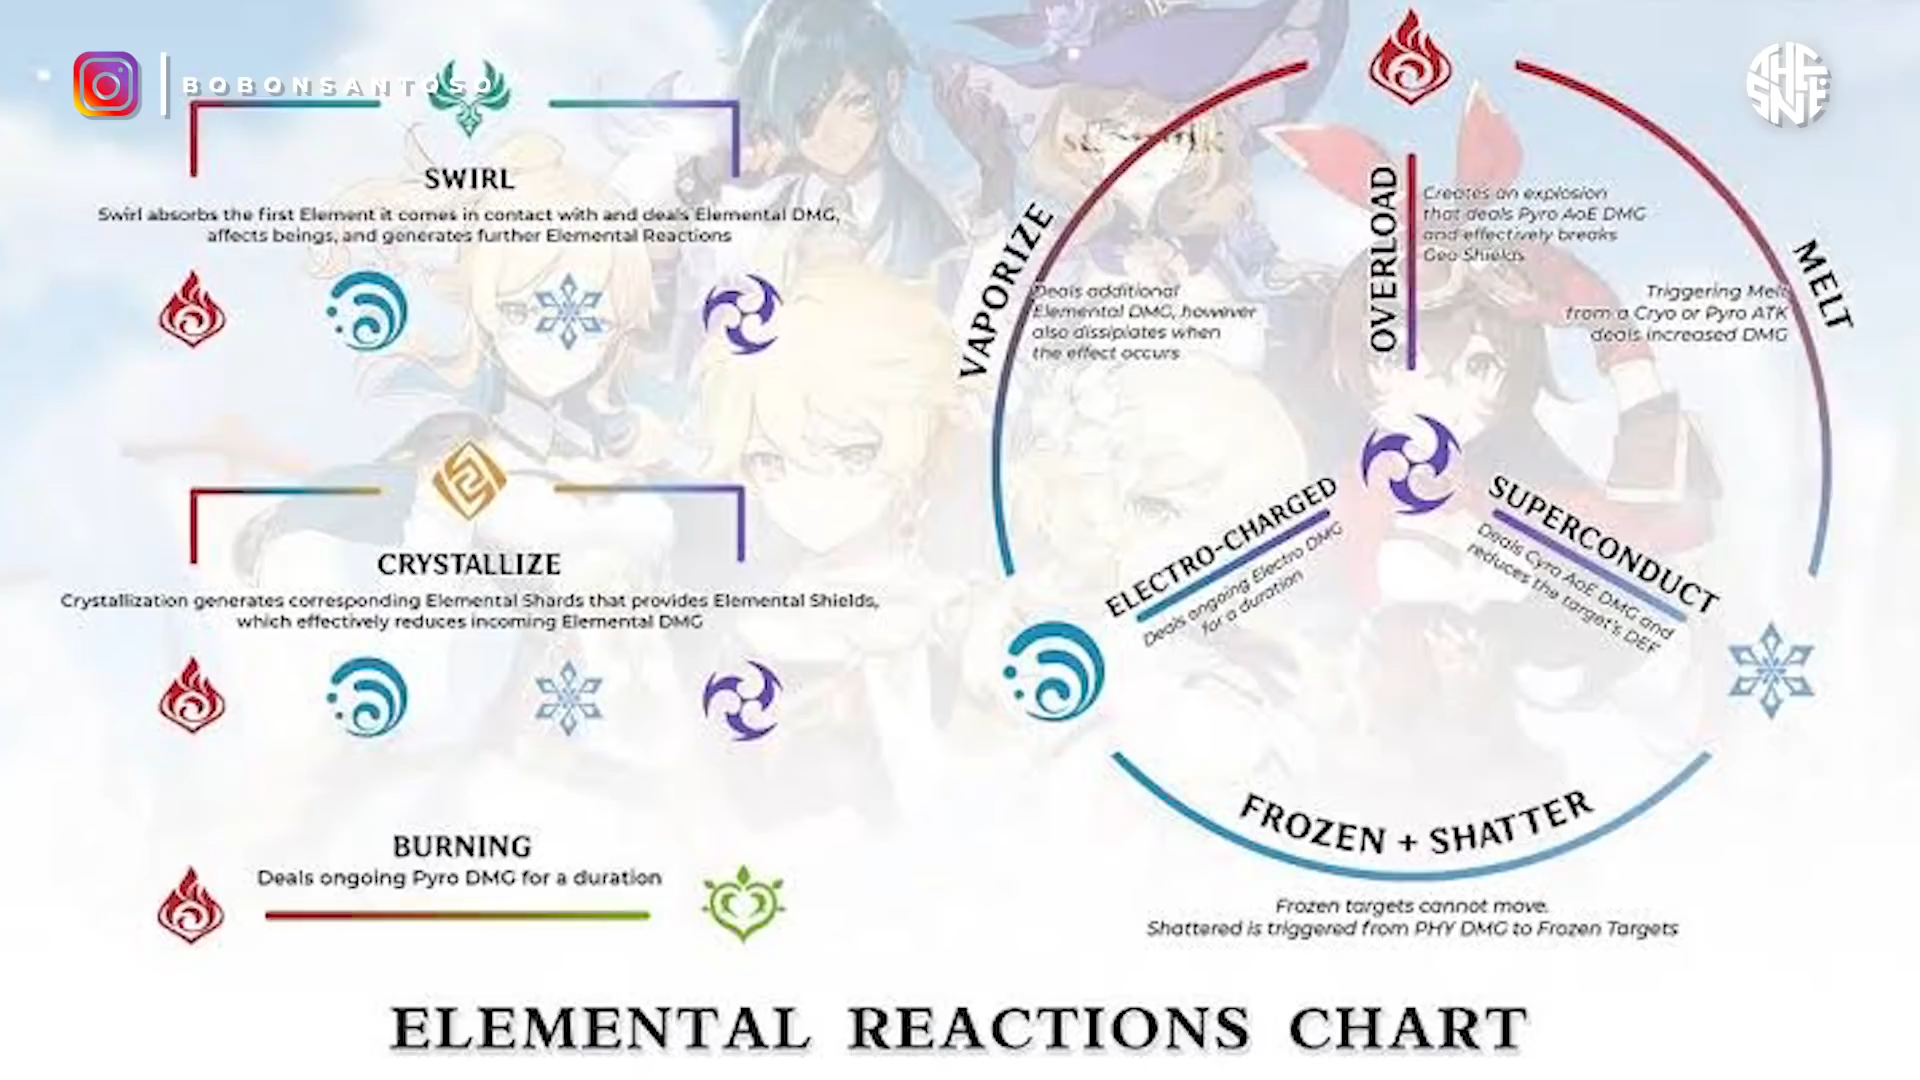 BOBONSANTOSO
THE SNIE
SWIRL
Swirl absorbs the first Element it comes in contact with and deals Elemental DMG,
affects beings, and generates further Elemental Reactions
CRYSTALLIZE
Crystallization generates corresponding Elemental Shards that provides Elemental Shields,
which effectively reduces incoming Elemental DMG
BURNING
Deals ongoing Pyro DMG for a duration
VAPORIZE
Deals additional
Elemental DMG, however
also dissipiates when
the effect occurs
OVERLOAD
Creates an explosion
that deals Pyro AoE DMG
and effectively breaks
Geo Shields
MELT
Triggering Melt
from a Cryo or Pyro ATK
deals increased DMG
ELECTRO-CHARGED
Deals ongoing Electro DMG
for a duration
SUPERCONDUCT
Deals Cyro AoE DMG and
reduces the target's DEF
FROZEN + SHATTER
Frozen targets cannot move.
Shattered is triggered from PHY DMG to Frozen Targets
ELEMENTAL REACTIONS CHART